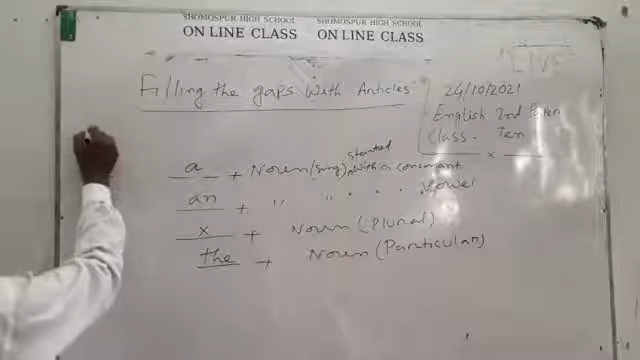 SHOMOSPUR HIGH SCHOOL SHOMOSPUR HIGH SCHOOL
ON LINE CLASS ON LINE CLASS
LIVE
Filling the gaps with Articles
24/10/2021
English 2nd Paper
Class - Ten
x
a + Noun (sing) started with a consonant
an + " " " " " Vowel
x + Noun (Plural)
the + Noun (Particular)